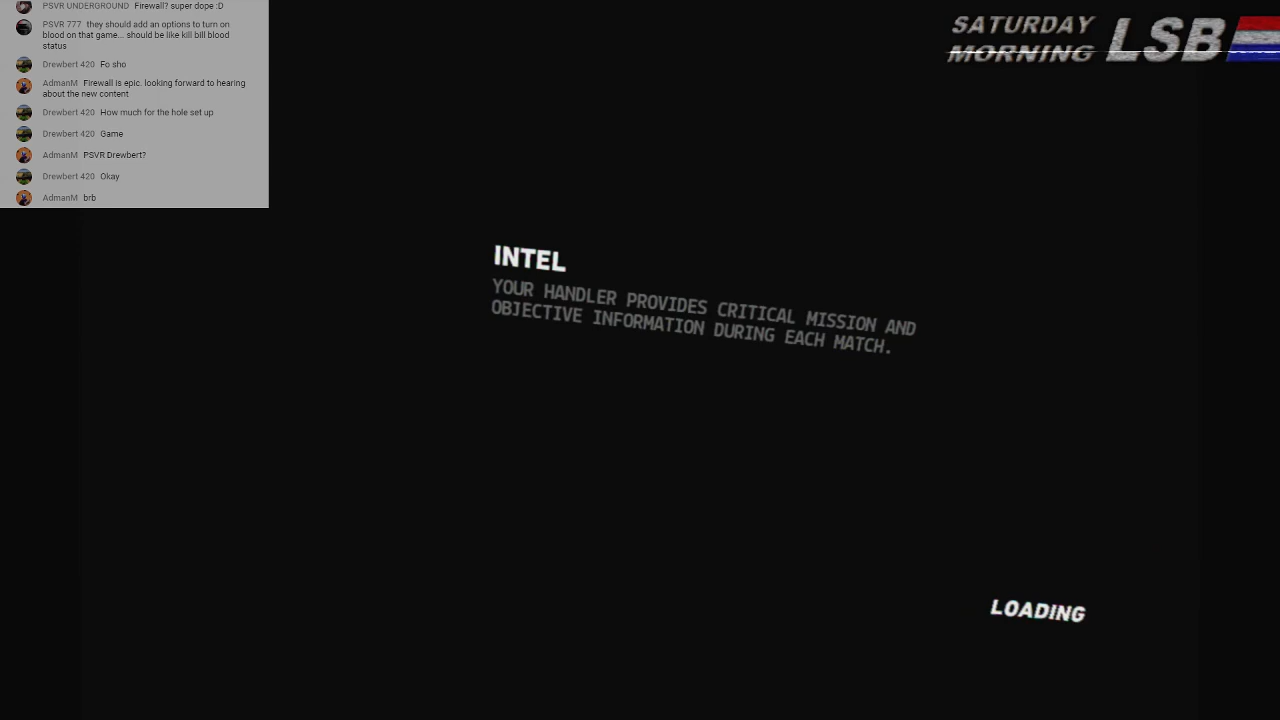 PSVR UNDERGROUND Firewall? super dope :D
PSVR 777 they should add an options to turn on
blood on that game... should be like kill bill blood
status
Drewbert 420 Fo sho
AdmanM Firewall is epic. looking forward to hearing
about the new content
Drewbert 420 How much for the hole set up
Drewbert 420 Game
AdmanM PSVR Drewbert?
Drewbert 420 Okay
AdmanM brb
SATURDAY
MORNING LSB
INTEL
YOUR HANDLER PROVIDES CRITICAL MISSION AND
OBJECTIVE INFORMATION DURING EACH MATCH.
LOADING